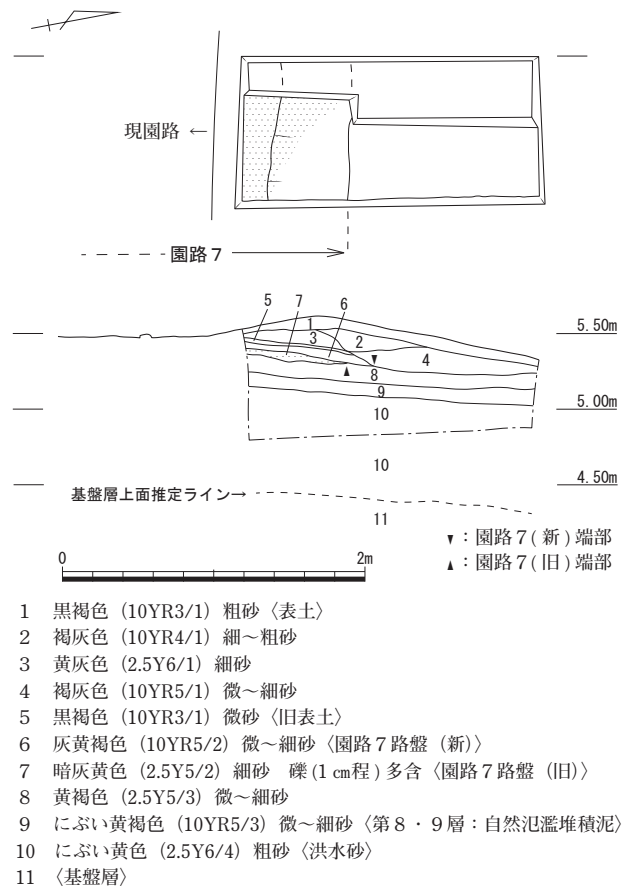 現園路 ←
園路７
5
7
6
1
3
2
4
8
9
10
10
11
5.50m
5.00m
4.50m
基盤層上面推定ライン→
▼：園路７(新)端部
▲：園路７(旧)端部
0
2m
1 黒褐色（10YR3/1）粗砂〈表土〉
2 褐灰色（10YR4/1）細～粗砂
3 黄灰色（2.5Y6/1）細砂
4 褐灰色（10YR5/1）微～細砂
5 黒褐色（10YR3/1）微砂〈旧表土〉
6 灰黄褐色（10YR5/2）微～細砂〈園路７路盤（新）〉
7 暗灰黄色（2.5Y5/2）細砂 礫(1㎝程)多含〈園路７路盤（旧）〉
8 黄褐色（2.5Y5/3）微～細砂
9 にぶい黄褐色（10YR5/3）微～細砂〈第８・９層：自然氾濫堆積泥〉
10 にぶい黄色（2.5Y6/4）粗砂〈洪水砂〉
11 〈基盤層〉